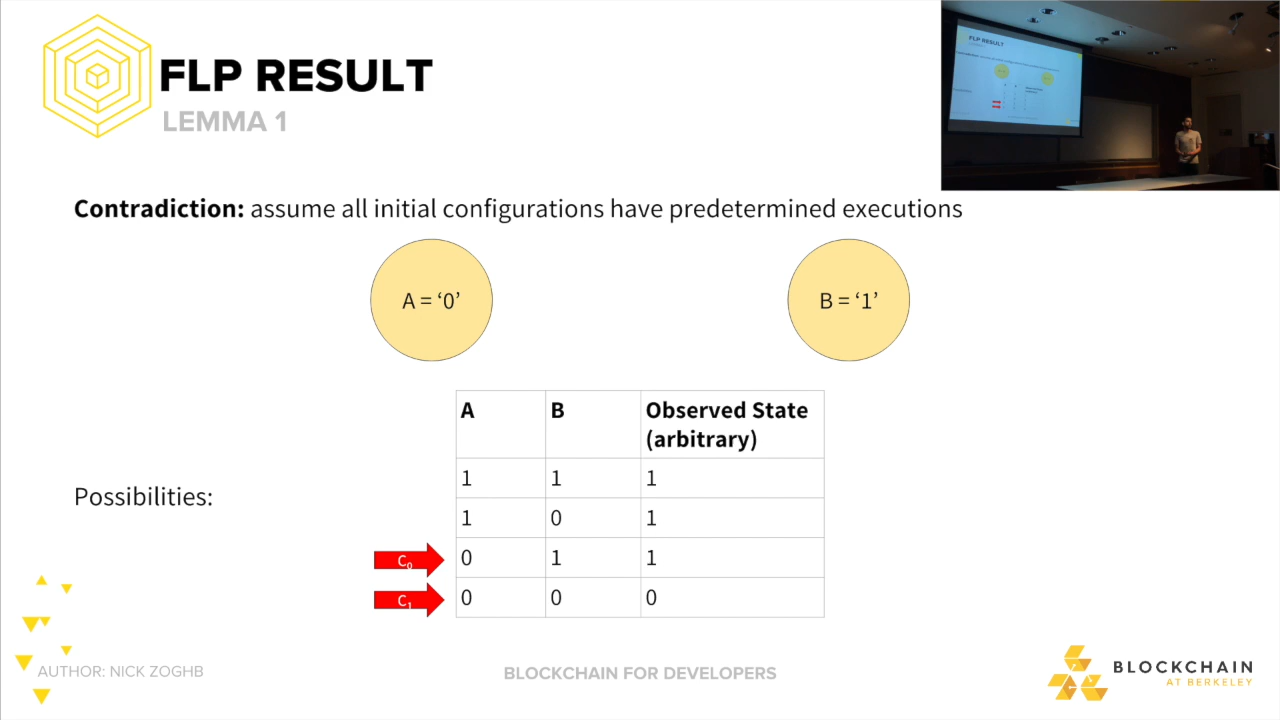 FLP RESULT
LEMMA 1
Contradiction: assume all initial configurations have predetermined executions
A = ‘0’
B = ‘1’
A B Observed State
(arbitrary)
1 1 1
1 0 1
Possibilities:
C₀ 0 1 1
C₁ 0 0 0
AUTHOR: NICK ZOGHB
BLOCKCHAIN FOR DEVELOPERS
BLOCKCHAIN
AT BERKELEY
FLP RESULT